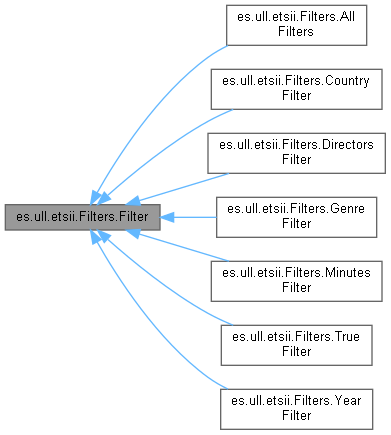 es.ull.etsii.Filters.All
Filters
es.ull.etsii.Filters.Country
Filter
es.ull.etsii.Filters.Directors
Filter
es.ull.etsii.Filters.Filter
es.ull.etsii.Filters.Genre
Filter
es.ull.etsii.Filters.Minutes
Filter
es.ull.etsii.Filters.True
Filter
es.ull.etsii.Filters.Year
Filter